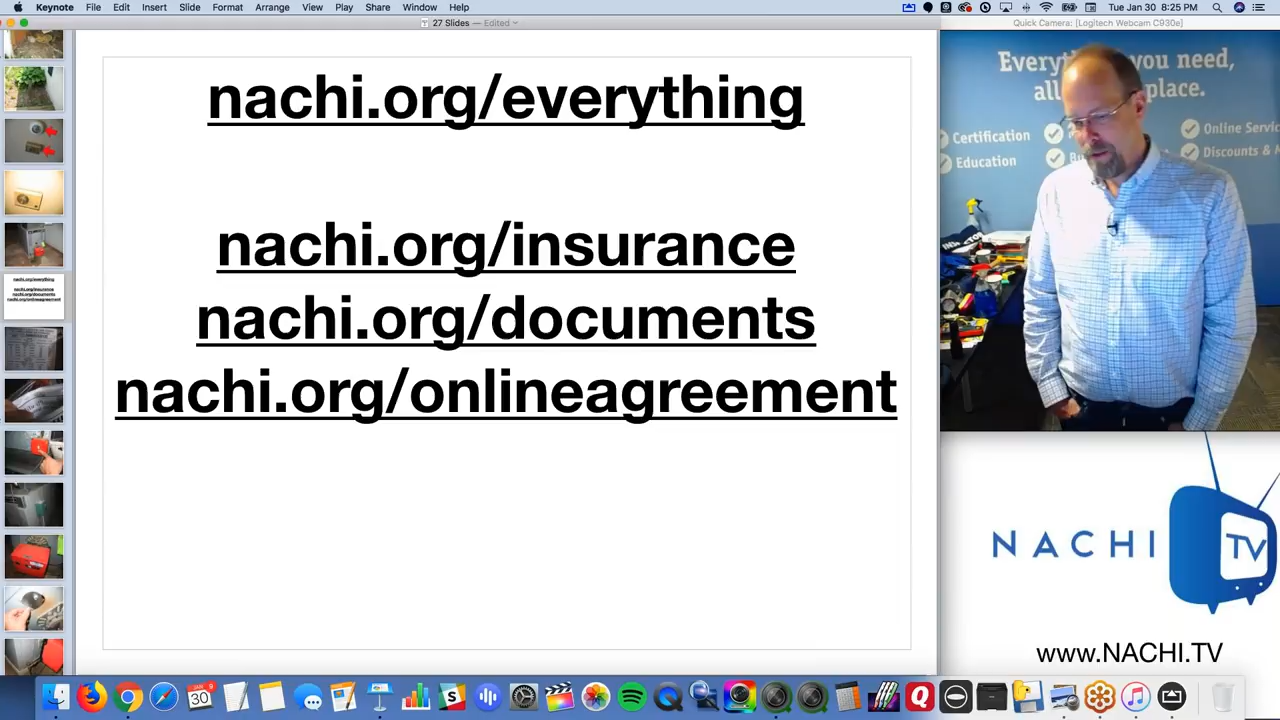 Keynote File Edit Insert Slide Format Arrange View Play Share Window Help
Tue Jan 30 8:25 PM
27 Slides — Edited
Quick Camera: [Logitech Webcam C930e]
nachi.org/everything
nachi.org/insurance
nachi.org/documents
nachi.org/onlineagreement
you need,
place.
Certification
Education
Online
Discounts &
NACHI TV
www.NACHI.TV
JAN
30